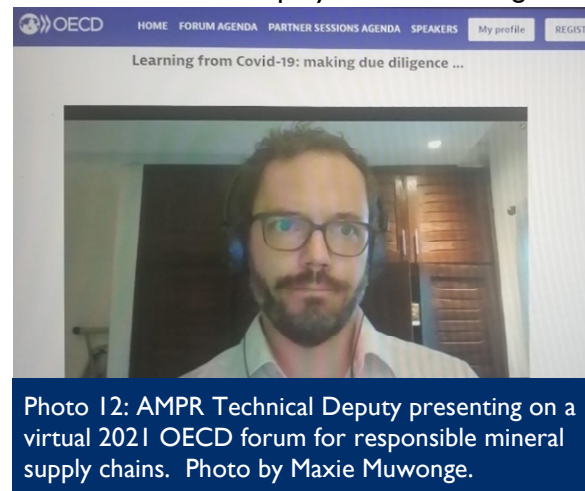 OECD HOME FORUM AGENDA PARTNER SESSIONS AGENDA SPEAKERS My profile REGIST
Learning from Covid-19: making due diligence ...
Photo 12: AMPR Technical Deputy presenting on a
virtual 2021 OECD forum for responsible mineral
supply chains. Photo by Maxie Muwonge.